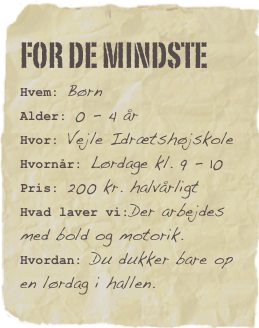 FOR DE MINDSTE
Hvem: Børn
Alder: 0 - 4 år
Hvor: Vejle Idrætshøjskole
Hvornår: Lørdage kl. 9 - 10
Pris: 200 kr. halvårligt
Hvad laver vi:Der arbejdes
med bold og motorik.
Hvordan: Du dukker bare op
en lørdag i hallen.